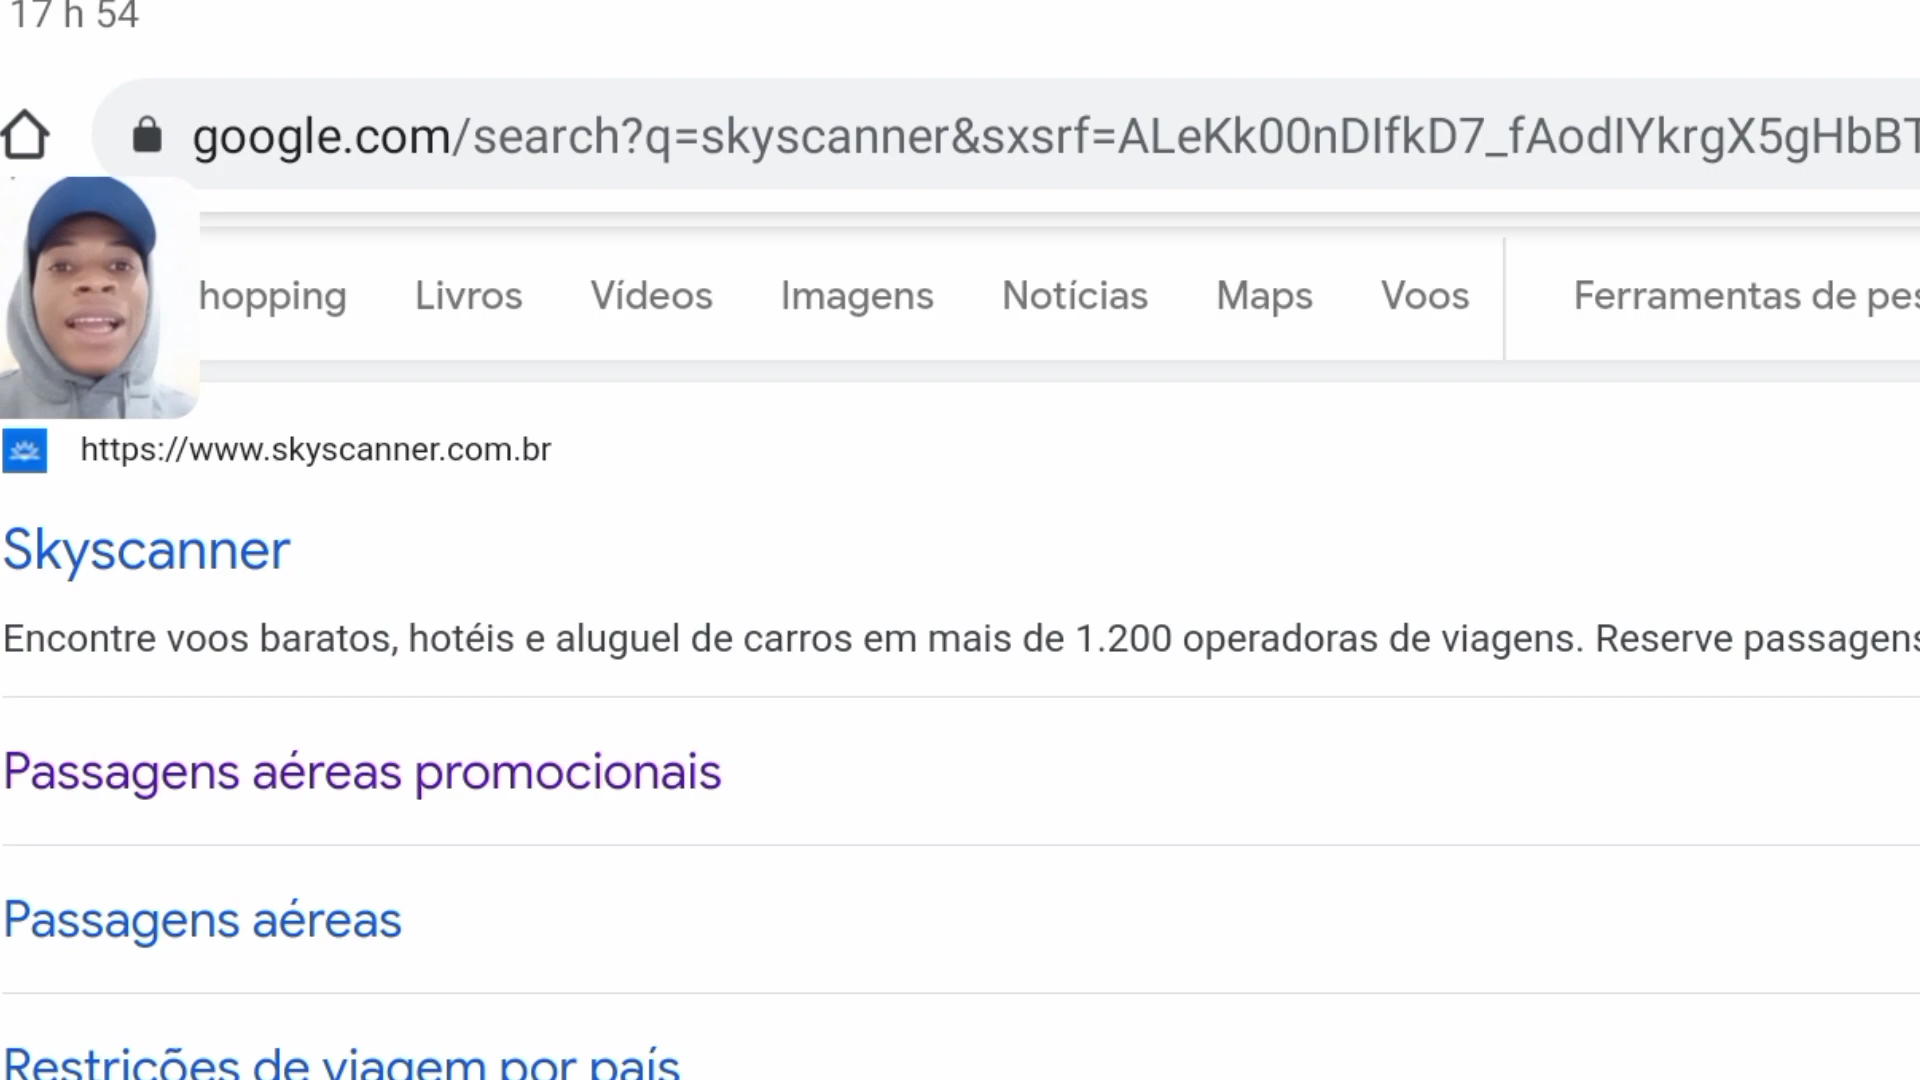 17 h 54
google.com/search?q=skyscanner&sxsrf=ALeKk00nDIfkD7_fAodIYkrgX5gHbBT
hopping Livros Vídeos Imagens Notícias Maps Voos Ferramentas de pes
https://www.skyscanner.com.br
Skyscanner
Encontre voos baratos, hotéis e aluguel de carros em mais de 1.200 operadoras de viagens. Reserve passagens
Passagens aéreas promocionais
Passagens aéreas
Restrições de viagem por país